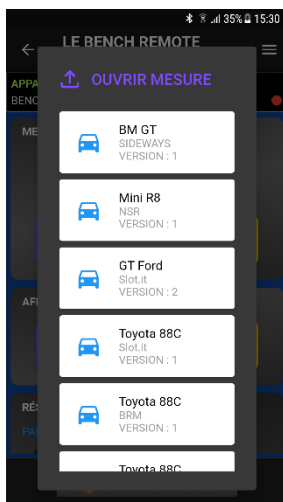 35% 15:30
LE BENCH REMOTE
APPA
BENC
OUVRIR MESURE
ME
BM GT
SIDEWAYS
VERSION : 1
Mini R8
NSR
VERSION : 1
GT Ford
Slot.it
VERSION : 2
AF
Toyota 88C
Slot.it
VERSION : 1
RÉS
PA
Toyota 88C
BRM
VERSION : 1
Toyota 88C